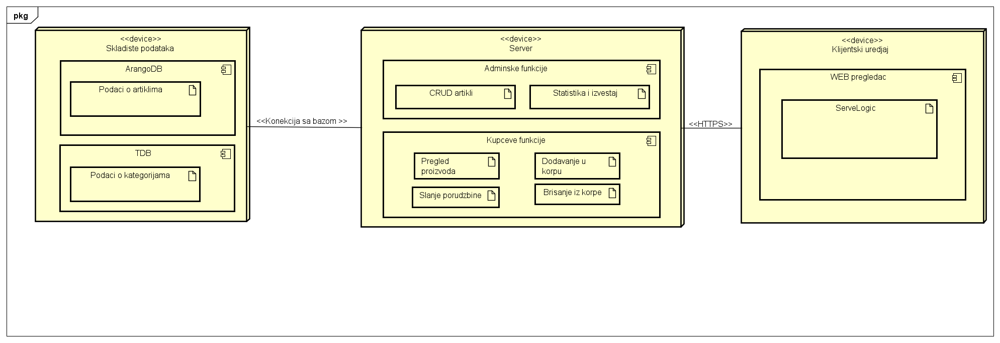 pkg
<<device>>
Skladiste podataka
ArangoDB
Podaci o artiklima
TDB
Podaci o kategorijama
<<Konekcija sa bazom >>
<<device>>
Server
Adminske funkcije
CRUD artikli
Statistika i izvestaj
Kupceve funkcije
Pregled
proizvoda
Dodavanje u
korpu
Slanje porudzbine
Brisanje iz korpe
<<HTTPS>>
<<device>>
Klijentski uredjaj
WEB pregledac
ServeLogic